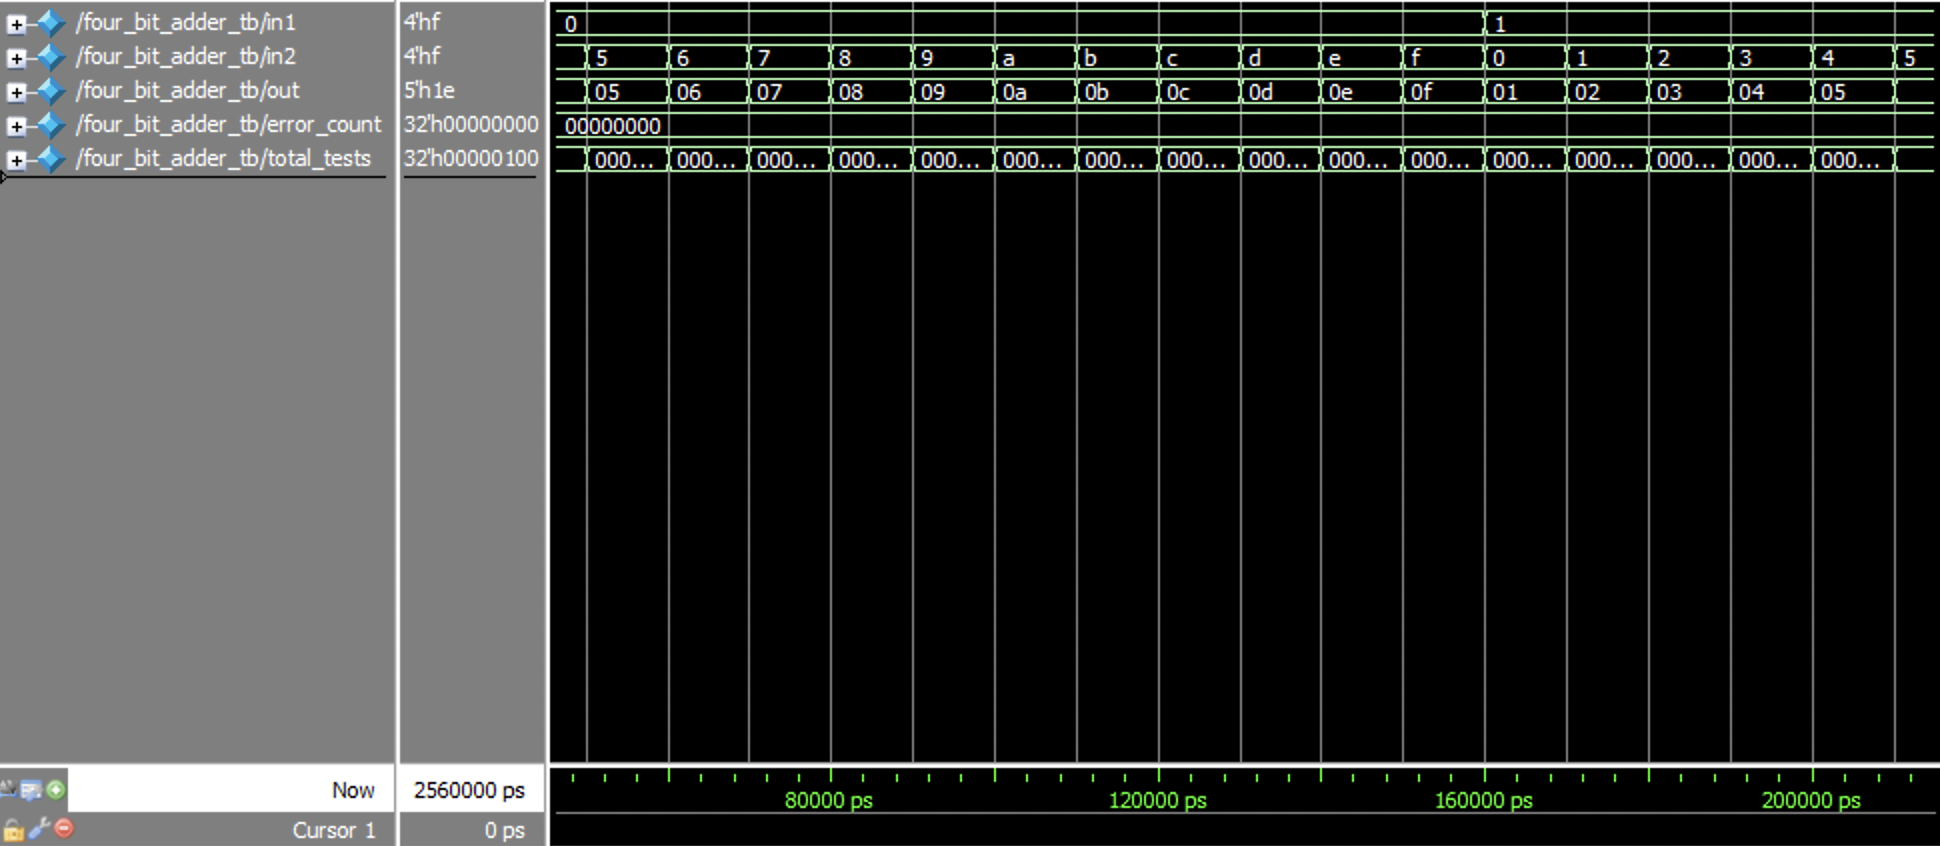 /four_bit_adder_tb/in1 4'hf 0 1
/four_bit_adder_tb/in2 4'hf 5 6 7 8 9 a b c d e f 0 1 2 3 4 5
/four_bit_adder_tb/out 5'h1e 05 06 07 08 09 0a 0b 0c 0d 0e 0f 01 02 03 04 05
/four_bit_adder_tb/error_count 32'h00000000 00000000
/four_bit_adder_tb/total_tests 32'h00000100 000... 000... 000... 000... 000... 000... 000... 000... 000... 000... 000... 000... 000... 000... 000... 000...
Now 2560000 ps 80000 ps 120000 ps 160000 ps 200000 ps
Cursor 1 0 ps